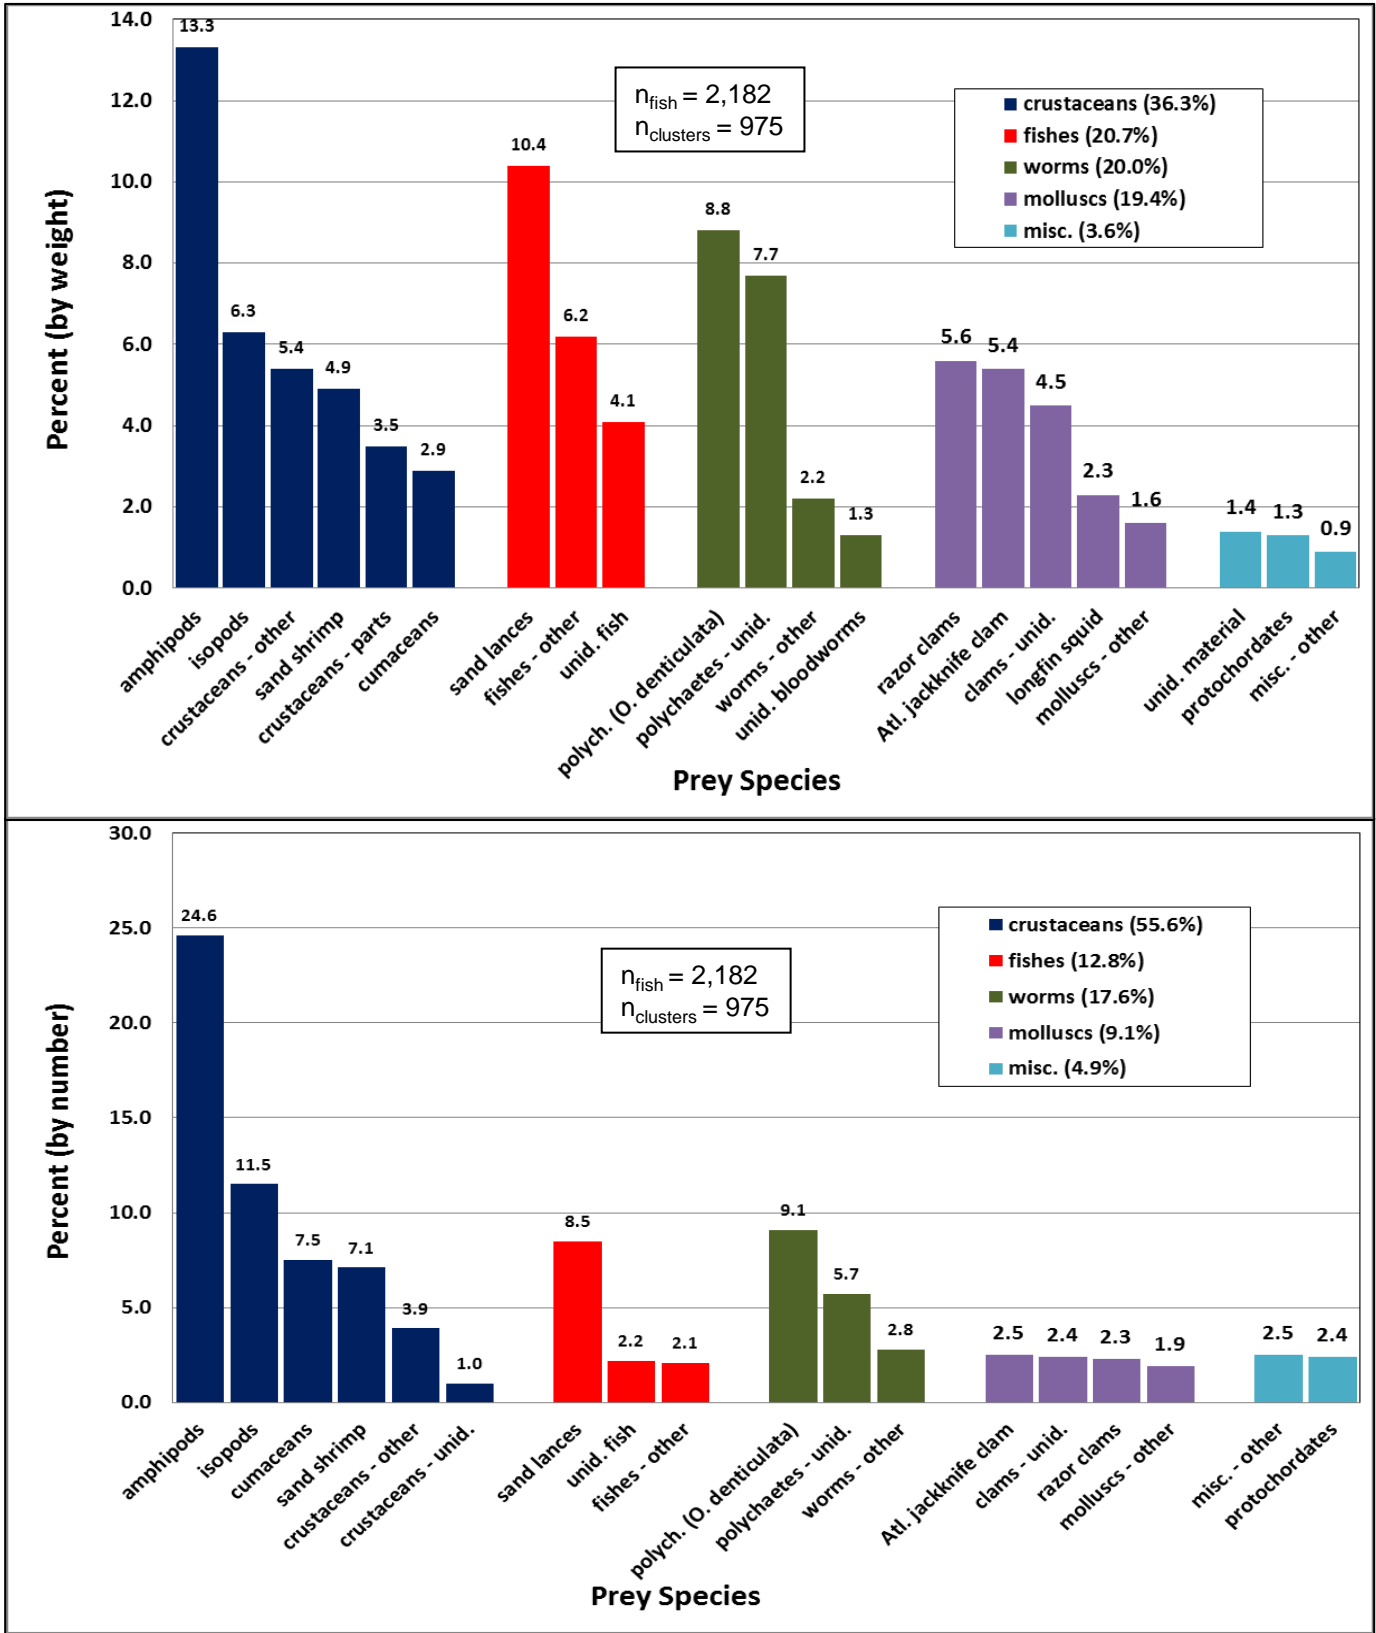 14.0
12.0
10.0
8.0
6.0
4.0
2.0
0.0
Percent (by weight)
13.3
6.3
5.4
4.9
3.5
2.9
10.4
6.2
4.1
8.8
7.7
2.2
1.3
5.6
5.4
4.5
2.3
1.6
1.4
1.3
0.9
nfish = 2,182
nclusters = 975
crustaceans (36.3%)
fishes (20.7%)
worms (20.0%)
molluscs (19.4%)
misc. (3.6%)
amphipods
isopods
crustaceans - other
sand shrimp
crustaceans - parts
cumaceans
sand lances
fishes - other
unid. fish
polych. (O. denticulata)
polychaetes - unid.
worms - other
unid. bloodworms
razor clams
Atl. jackknife clam
clams - unid.
longfin squid
molluscs - other
unid. material
protochordates
misc. - other
Prey Species
30.0
25.0
20.0
15.0
10.0
5.0
0.0
Percent (by number)
24.6
11.5
7.5
7.1
3.9
1.0
8.5
2.2
2.1
9.1
5.7
2.8
2.5
2.4
2.3
1.9
2.5
2.4
nfish = 2,182
nclusters = 975
crustaceans (55.6%)
fishes (12.8%)
worms (17.6%)
molluscs (9.1%)
misc. (4.9%)
amphipods
isopods
cumaceans
sand shrimp
crustaceans - other
crustaceans - unid.
sand lances
unid. fish
fishes - other
polych. (O. denticulata)
polychaetes - unid.
worms - other
Atl. jackknife clam
clams - unid.
razor clams
molluscs - other
misc. - other
protochordates
Prey Species